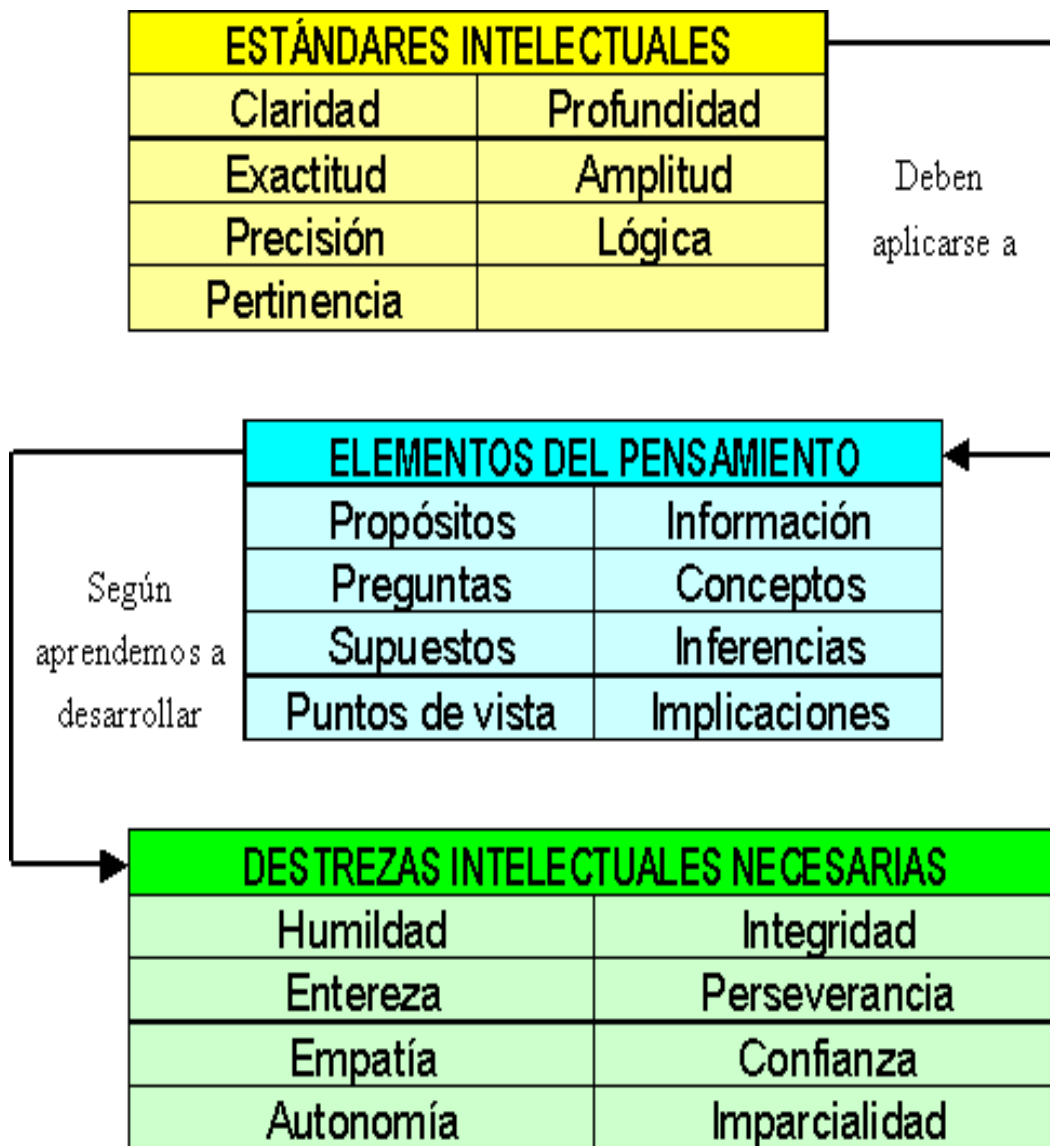 ESTÁNDARES INTELECTUALES
Claridad Profundidad
Exactitud Amplitud
Precisión Lógica
Pertinencia
Deben
aplicarse a
ELEMENTOS DEL PENSAMIENTO
Propósitos Información
Preguntas Conceptos
Supuestos Inferencias
Puntos de vista Implicaciones
Según
aprendemos a
desarrollar
DESTREZAS INTELECTUALES NECESARIAS
Humildad Integridad
Entereza Perseverancia
Empatía Confianza
Autonomía Imparcialidad